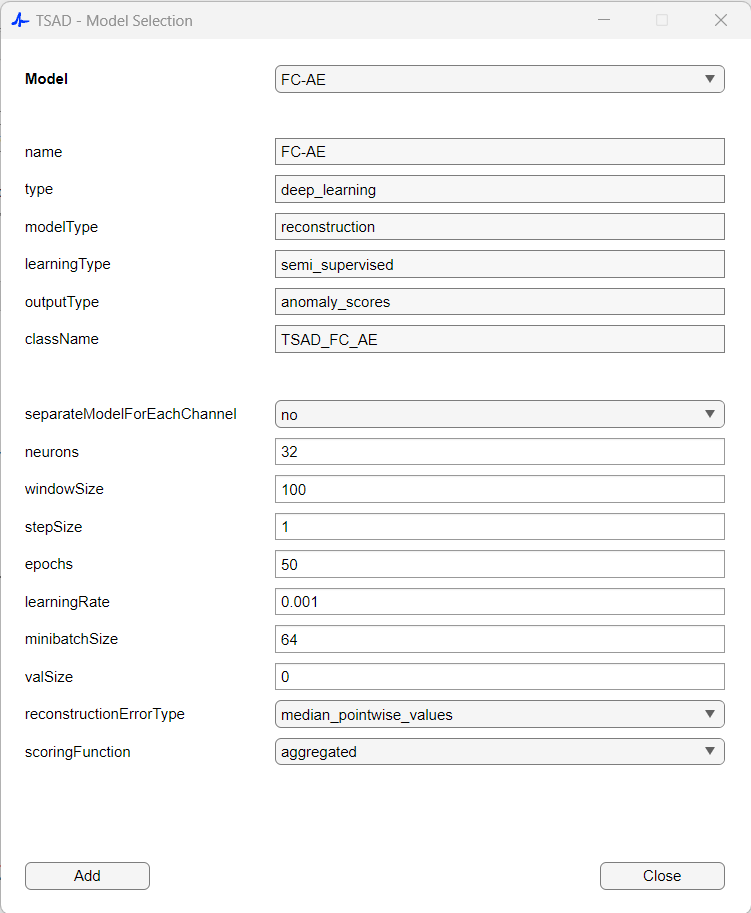 TSAD - Model Selection
Model FC-AE
name FC-AE
type deep_learning
modelType reconstruction
learningType semi_supervised
outputType anomaly_scores
className TSAD_FC_AE
separateModelForEachChannel no
neurons 32
windowSize 100
stepSize 1
epochs 50
learningRate 0.001
minibatchSize 64
valSize 0
reconstructionErrorType median_pointwise_values
scoringFunction aggregated
Add Close